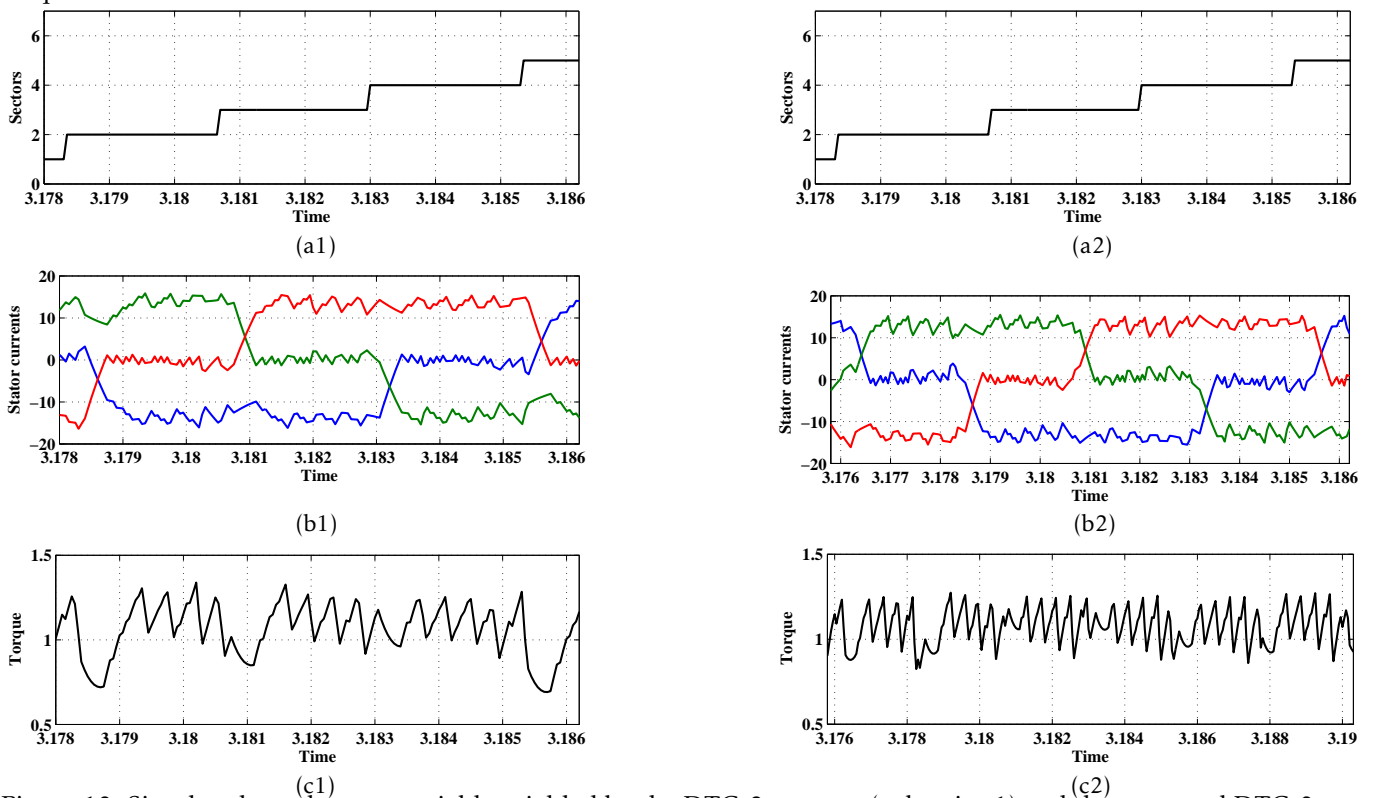 6
4
2
0
Sectors
3.178 3.179 3.18 3.181 3.182 3.183 3.184 3.185 3.186
Time
(a1)
6
4
2
0
Sectors
3.178 3.179 3.18 3.181 3.182 3.183 3.184 3.185 3.186
Time
(a2)
20
10
0
−10
−20
Stator currents
3.178 3.179 3.18 3.181 3.182 3.183 3.184 3.185 3.186
Time
(b1)
20
10
0
−10
−20
Stator currents
3.176 3.177 3.178 3.179 3.18 3.181 3.182 3.183 3.184 3.185 3.186
Time
(b2)
1.5
1
0.5
Torque
3.178 3.179 3.18 3.181 3.182 3.183 3.184 3.185 3.186
Time
(c1)
1.5
1
0.5
Torque
3.176 3.178 3.18 3.182 3.184 3.186 3.188 3.19
Time
(c2)